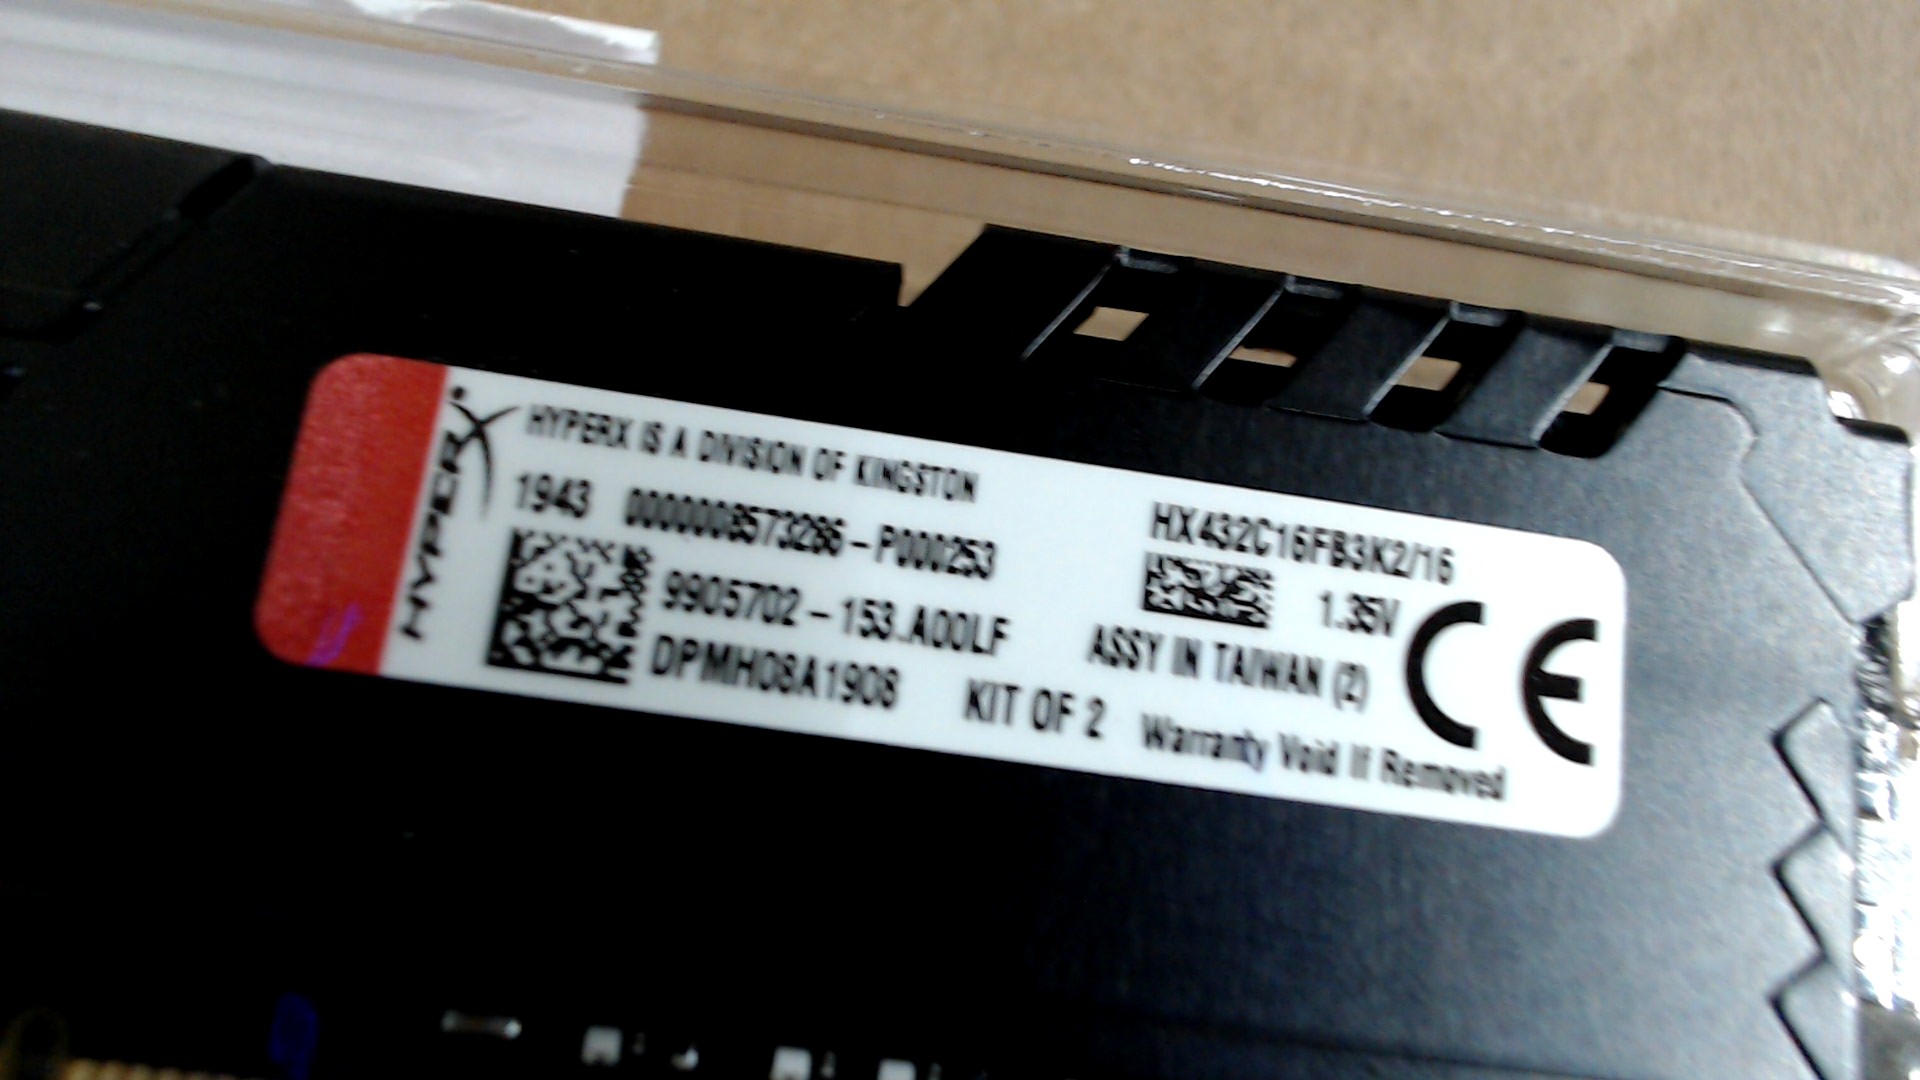 HYPERX
HYPERX IS A DIVISION OF KINGSTON
1943 0000008573286-P000253
9905702-153.A00LF
DPMH08A1908
KIT OF 2
HX432C16FB3K2/16
1.35V
ASSY IN TAIWAN (2)
Warranty Void If Removed
CE